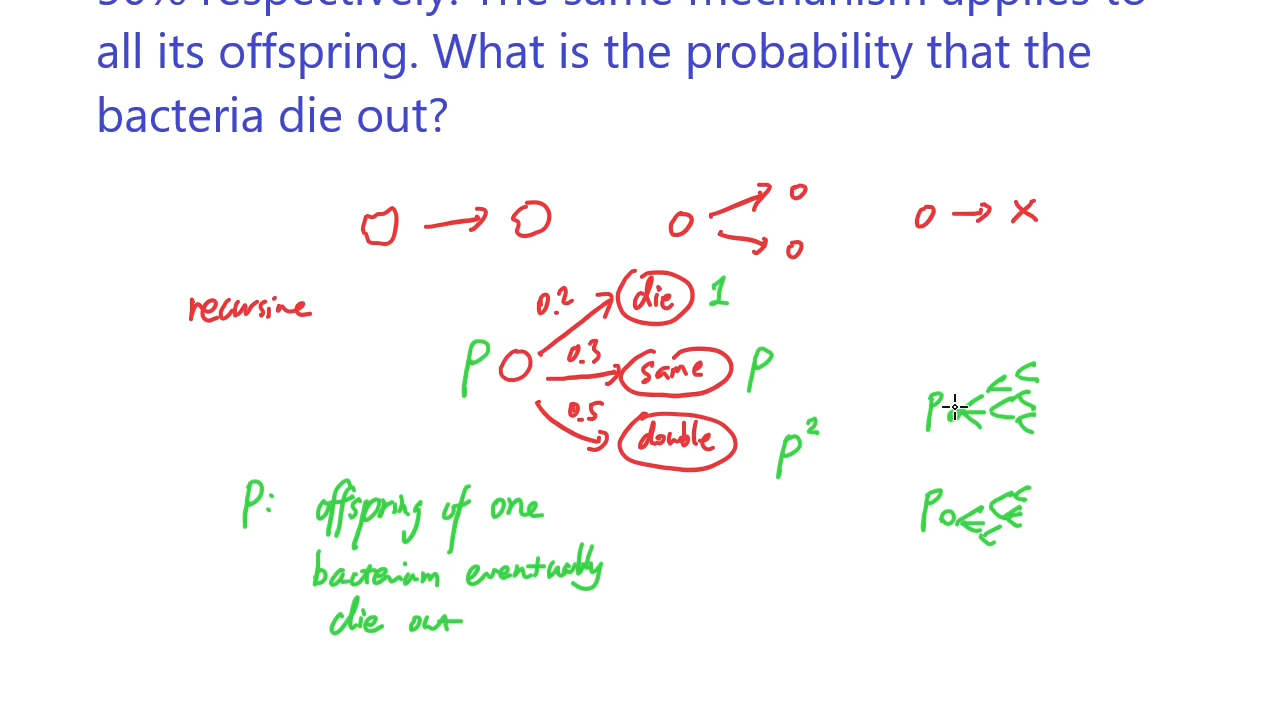 50% respectively. The same mechanism applies to
all its offspring. What is the probability that the
bacteria die out?
0.2 die 1
recursine
P 0.3 same P
0.5 double P²
P
P: offspring of one
bacterium eventually
die out
P